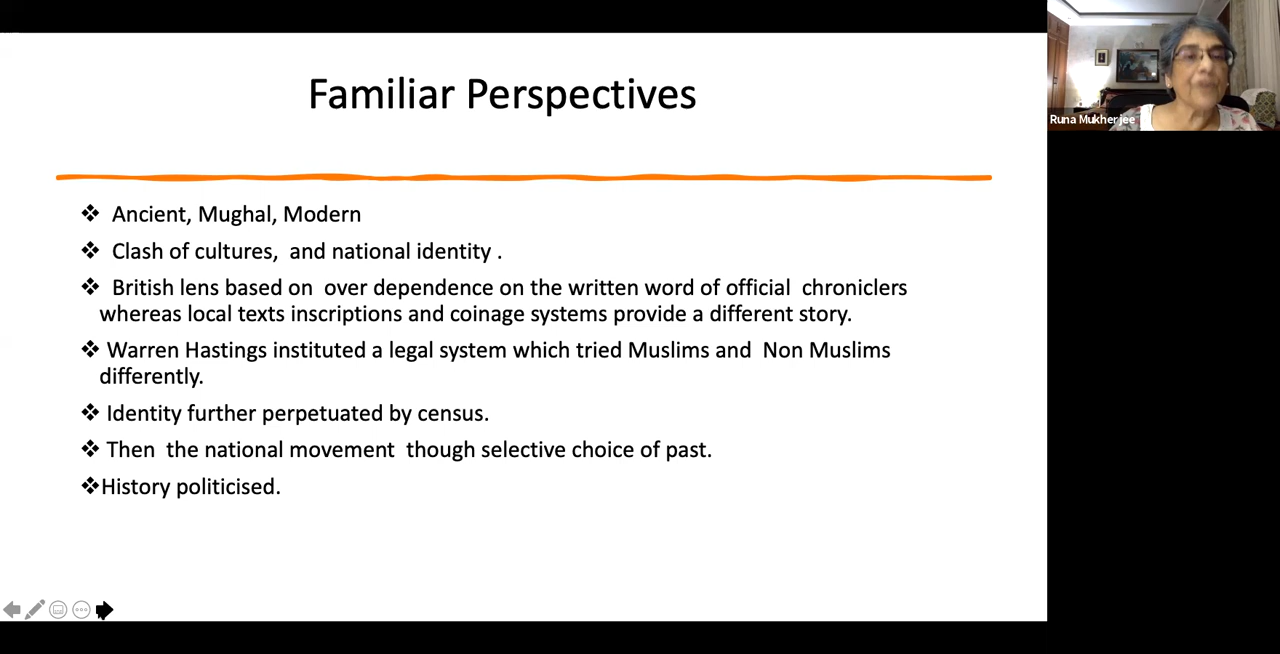 Familiar Perspectives
Ancient, Mughal, Modern
Clash of cultures,  and national identity .
British lens based on  over dependence on the written word of official  chroniclers
whereas local texts inscriptions and coinage systems provide a different story.
Warren Hastings instituted a legal system which tried Muslims and  Non Muslims
differently.
Identity further perpetuated by census.
Then  the national movement  though selective choice of past.
History politicised.
Runa Mukherjee